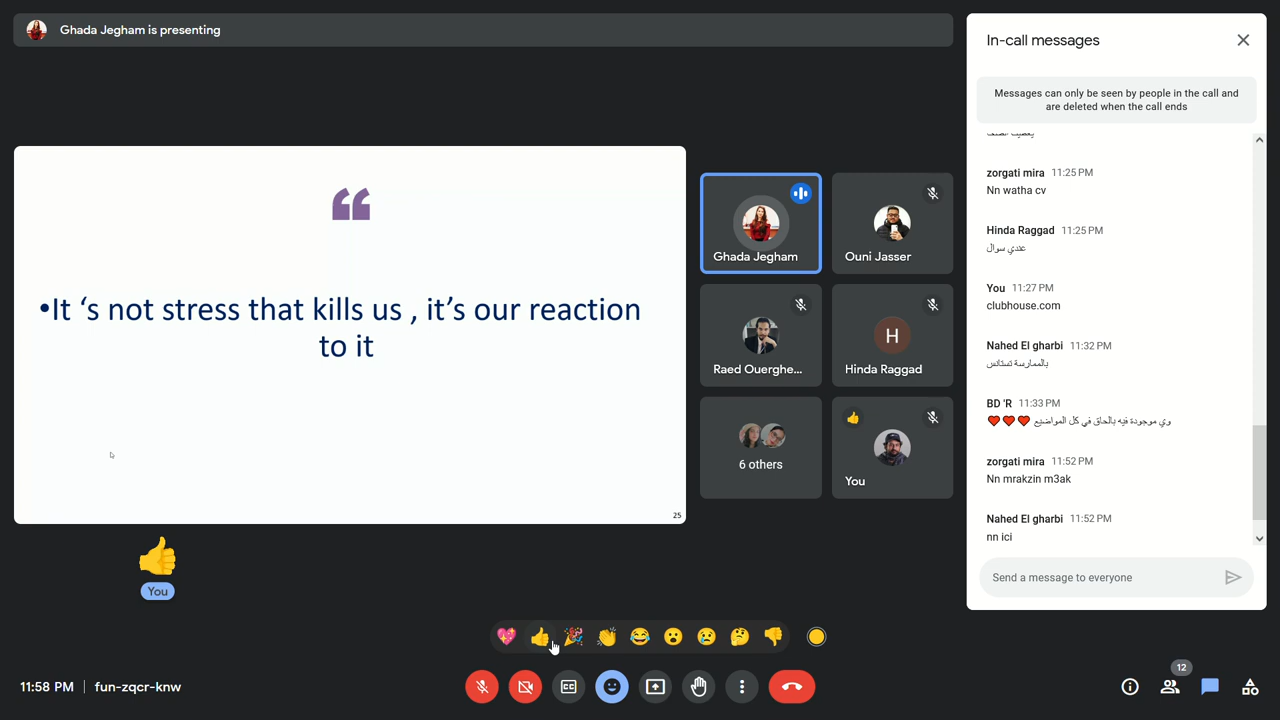 Ghada Jegham is presenting
“
•It ‘s not stress that kills us , it’s our reaction
to it
25
Ghada Jegham
Ouni Jasser
Raed Ouerghe...
H
Hinda Raggad
6 others
You
You
In-call messages
Messages can only be seen by people in the call and
are deleted when the call ends
zorgati mira 11:25 PM
Nn watha cv
Hinda Raggad 11:25 PM
عندي سوال
You 11:27 PM
clubhouse.com
Nahed El gharbi 11:32 PM
بالممارسة تستانس
BD 'R 11:33 PM
وي موجودة فيه بالحاق في كل المواضيع
zorgati mira 11:52 PM
Nn mrakzin m3ak
Nahed El gharbi 11:52 PM
nn ici
Send a message to everyone
11:58 PM | fun-zqcr-knw
12